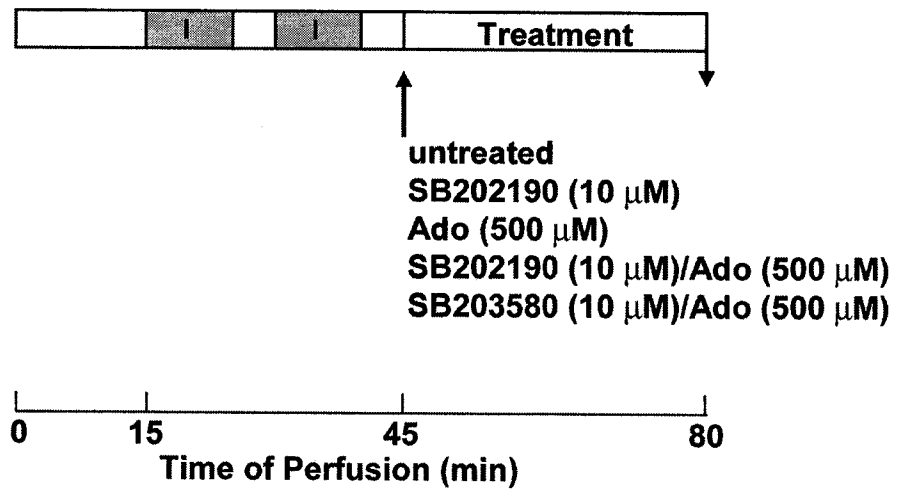 I I Treatment
untreated
SB202190 (10 μM)
Ado (500 μM)
SB202190 (10 μM)/Ado (500 μM)
SB203580 (10 μM)/Ado (500 μM)
0 15 45 80
Time of Perfusion (min)